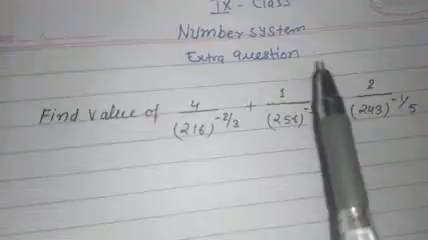 IX - Class
Number system
Extra question
Find value of 4/(216)^-2/3 + 1/(256)^- 2/(243)^-1/5